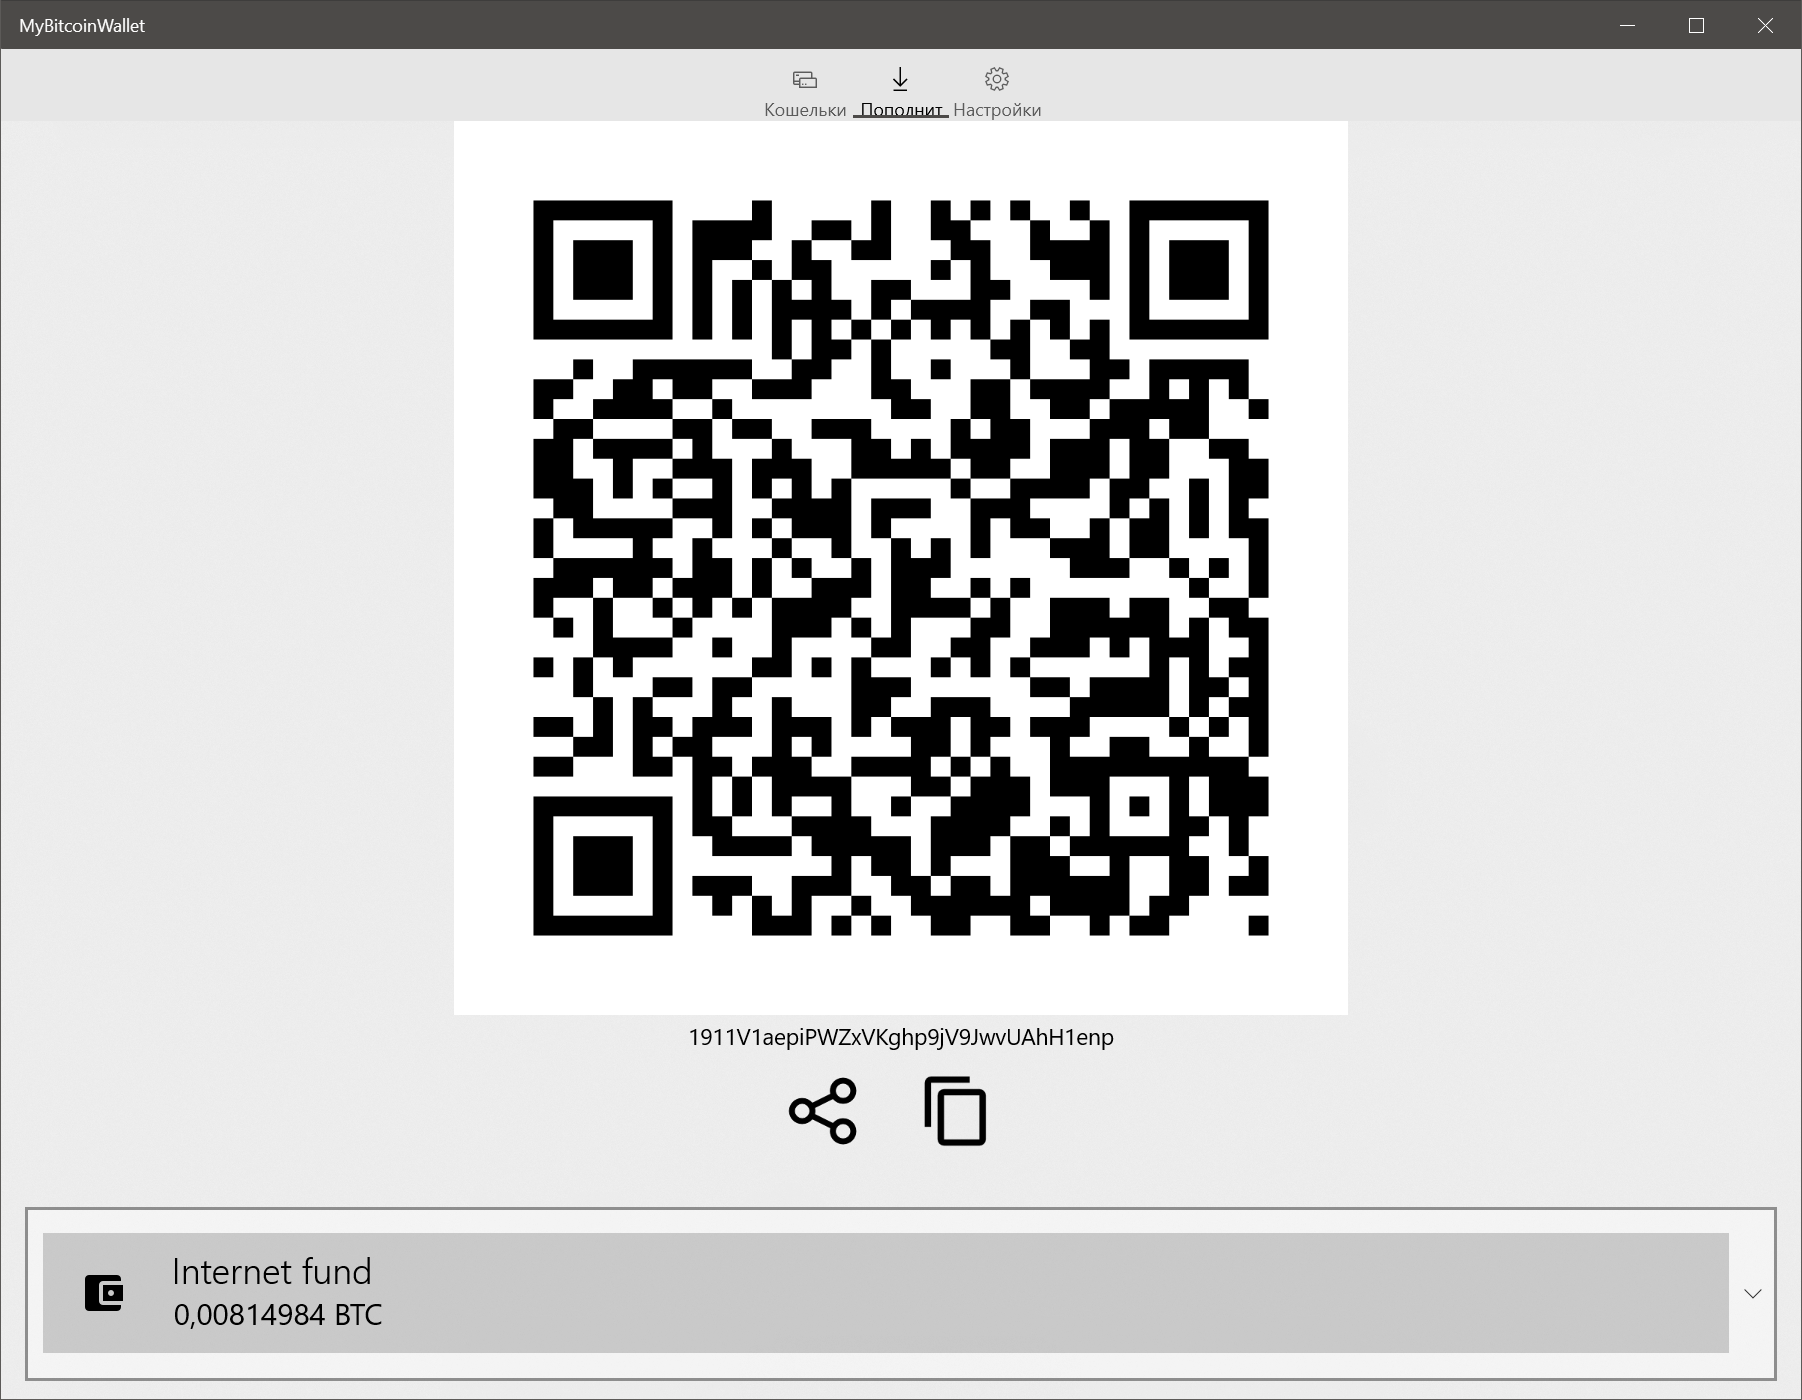 MyBitcoinWallet
Кошельки Пополнит Настройки
1911V1aepiPWZxVKghp9jV9JwvUAhH1enp
Internet fund
0,00814984 BTC